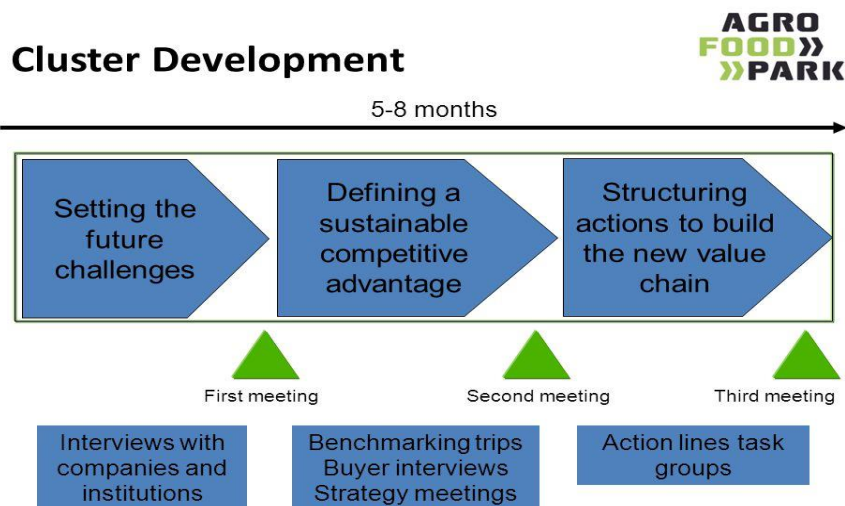 Cluster Development
AGRO
FOOD»
»PARK
5-8 months
Setting the
future
challenges
Defining a
sustainable
competitive
advantage
Structuring
actions to build
the new value
chain
First meeting
Second meeting
Third meeting
Interviews with
companies and
institutions
Benchmarking trips
Buyer interviews
Strategy meetings
Action lines task
groups